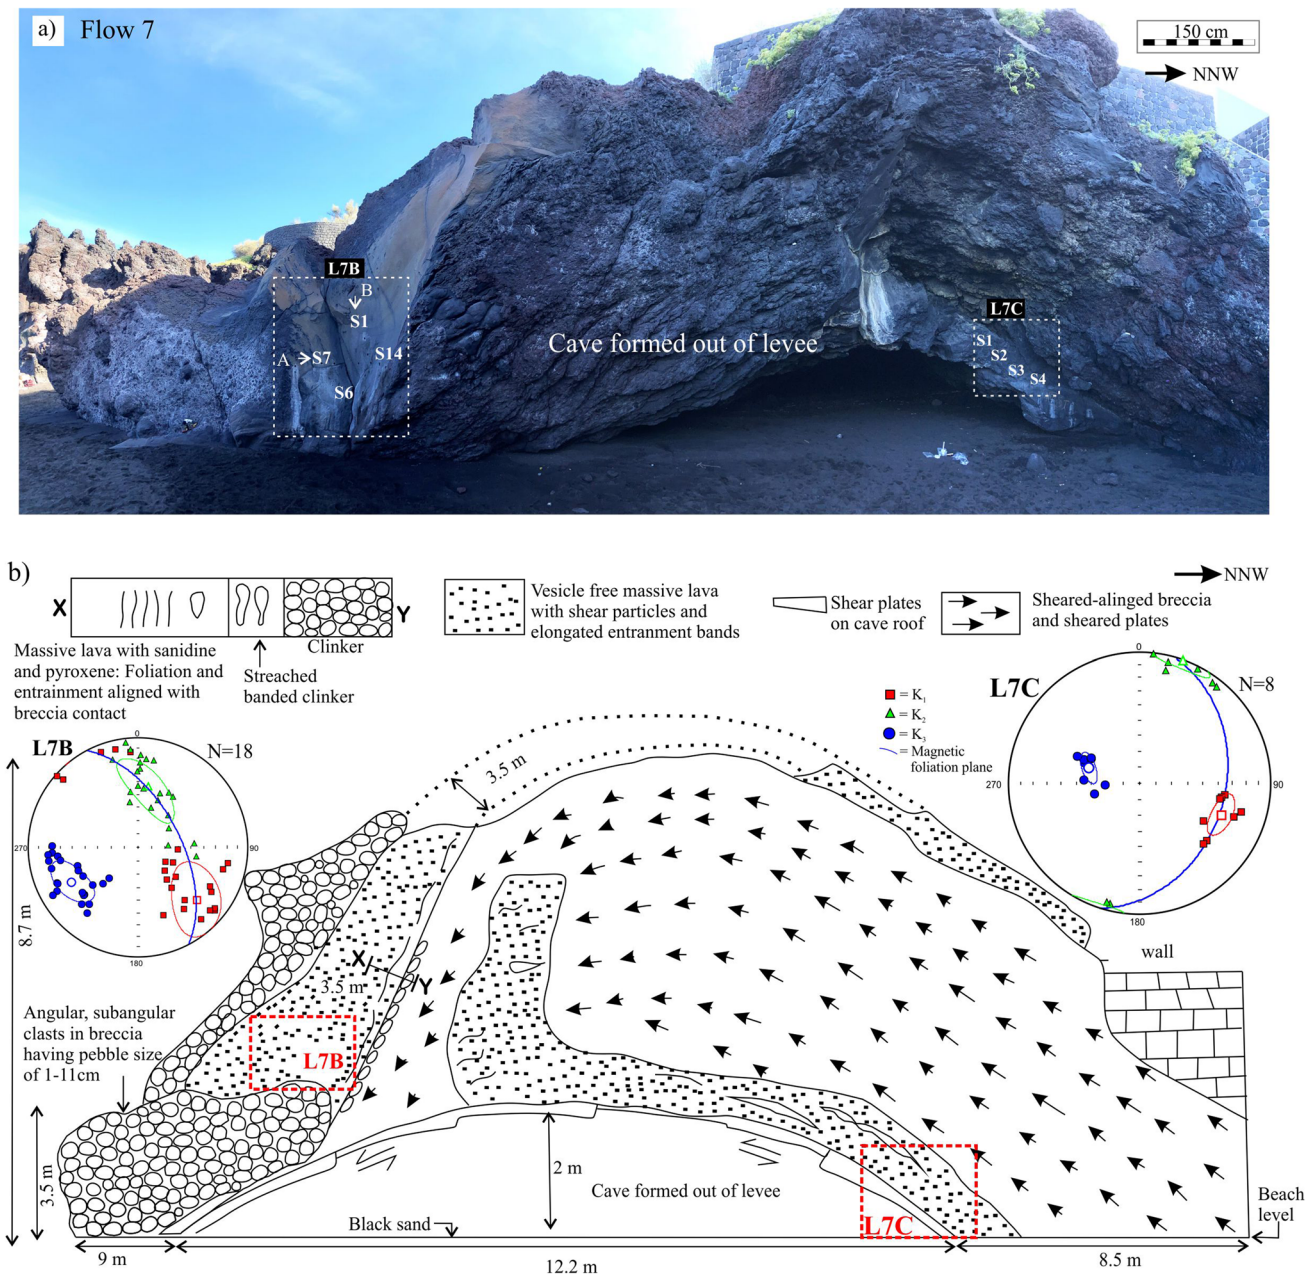 a) Flow 7
150 cm
NNW
L7B
B
S1
A
S7
S14
S6
Cave formed out of levee
L7C
S1
S2
S3
S4
b)
NNW
X
Y
Clinker
Massive lava with sanidine
and pyroxene: Foliation and
entrainment aligned with
breccia contact
Streached
banded clinker
Vesicle free massive lava
with shear particles and
elongated entranment bands
Shear plates
on cave roof
Sheared-alinged breccia
and sheared plates
L7B
N=18
0
90
180
270
= K1
= K2
= K3
= Magnetic
foliation plane
L7C
N=8
0
90
180
270
3.5 m
8.7 m
X
Y
3.5 m
wall
Angular, subangular
clasts in breccia
having pebble size
of 1-11cm
L7B
3.5 m
2 m
Cave formed out of levee
Black sand
L7C
Beach
level
9 m
12.2 m
8.5 m